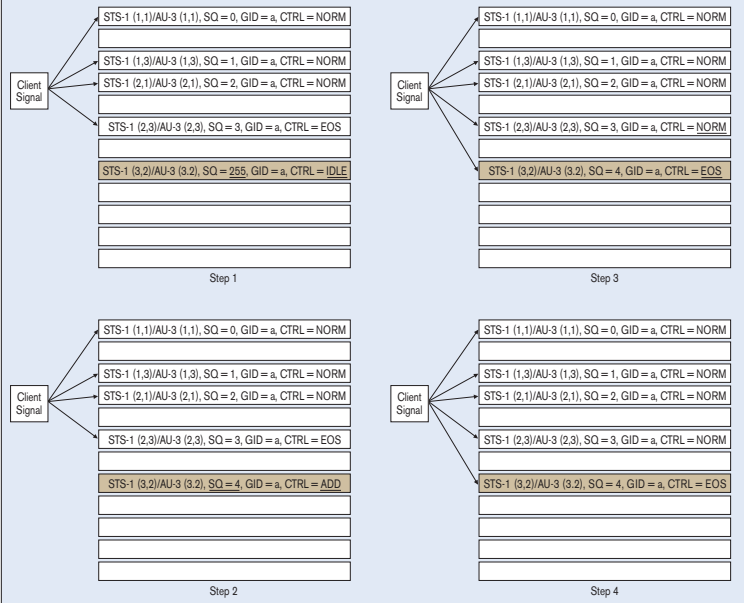 STS-1 (1,1)/AU-3 (1,1), SQ = 0, GID = a, CTRL = NORM
STS-1 (1,3)/AU-3 (1,3), SQ = 1, GID = a, CTRL = NORM
STS-1 (2,1)/AU-3 (2,1), SQ = 2, GID = a, CTRL = NORM
Client
Signal
STS-1 (2,3)/AU-3 (2,3), SQ = 3, GID = a, CTRL = EOS
STS-1 (3,2)/AU-3 (3.2), SQ = 255, GID = a, CTRL = IDLE
Step 1
STS-1 (1,1)/AU-3 (1,1), SQ = 0, GID = a, CTRL = NORM
STS-1 (1,3)/AU-3 (1,3), SQ = 1, GID = a, CTRL = NORM
STS-1 (2,1)/AU-3 (2,1), SQ = 2, GID = a, CTRL = NORM
Client
Signal
STS-1 (2,3)/AU-3 (2,3), SQ = 3, GID = a, CTRL = NORM
STS-1 (3,2)/AU-3 (3.2), SQ = 4, GID = a, CTRL = EOS
Step 3
STS-1 (1,1)/AU-3 (1,1), SQ = 0, GID = a, CTRL = NORM
STS-1 (1,3)/AU-3 (1,3), SQ = 1, GID = a, CTRL = NORM
STS-1 (2,1)/AU-3 (2,1), SQ = 2, GID = a, CTRL = NORM
Client
Signal
STS-1 (2,3)/AU-3 (2,3), SQ = 3, GID = a, CTRL = EOS
STS-1 (3,2)/AU-3 (3.2), SQ = 4, GID = a, CTRL = ADD
Step 2
STS-1 (1,1)/AU-3 (1,1), SQ = 0, GID = a, CTRL = NORM
STS-1 (1,3)/AU-3 (1,3), SQ = 1, GID = a, CTRL = NORM
STS-1 (2,1)/AU-3 (2,1), SQ = 2, GID = a, CTRL = NORM
Client
Signal
STS-1 (2,3)/AU-3 (2,3), SQ = 3, GID = a, CTRL = NORM
STS-1 (3,2)/AU-3 (3.2), SQ = 4, GID = a, CTRL = EOS
Step 4